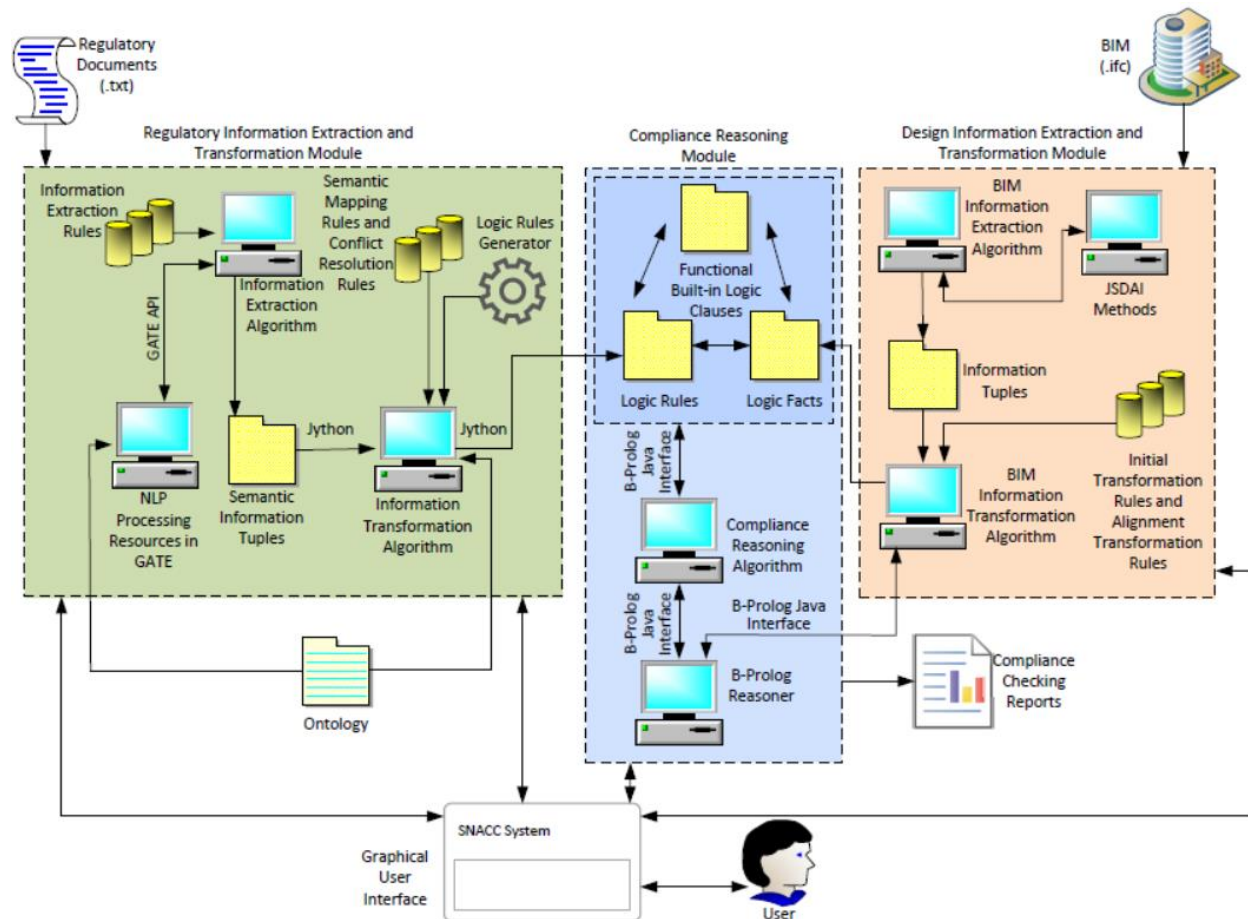 Regulatory
Documents
(.txt)
BIM
(.ifc)
Regulatory Information Extraction and
Transformation Module
Compliance Reasoning
Module
Design Information Extraction and
Transformation Module
Information
Extraction
Rules
Information
Extraction
Algorithm
Semantic
Mapping
Rules and
Conflict
Resolution
Rules
Logic Rules
Generator
GATE API
NLP
Processing
Resources in
GATE
Semantic
Information
Tuples
Jython
Information
Transformation
Algorithm
Jython
Ontology
Functional
Built-in Logic
Clauses
Logic Rules
Logic Facts
B-Prolog
Java
Interface
Compliance
Reasoning
Algorithm
B-Prolog
Java
Interface
B-Prolog
Reasoner
BIM
Information
Extraction
Algorithm
JSDAI
Methods
Information
Tuples
BIM
Information
Transformation
Algorithm
Initial
Transformation
Rules and
Alignment
Transformation
Rules
B-Prolog Java
Interface
Compliance
Checking
Reports
SNACC System
Graphical
User
Interface
User